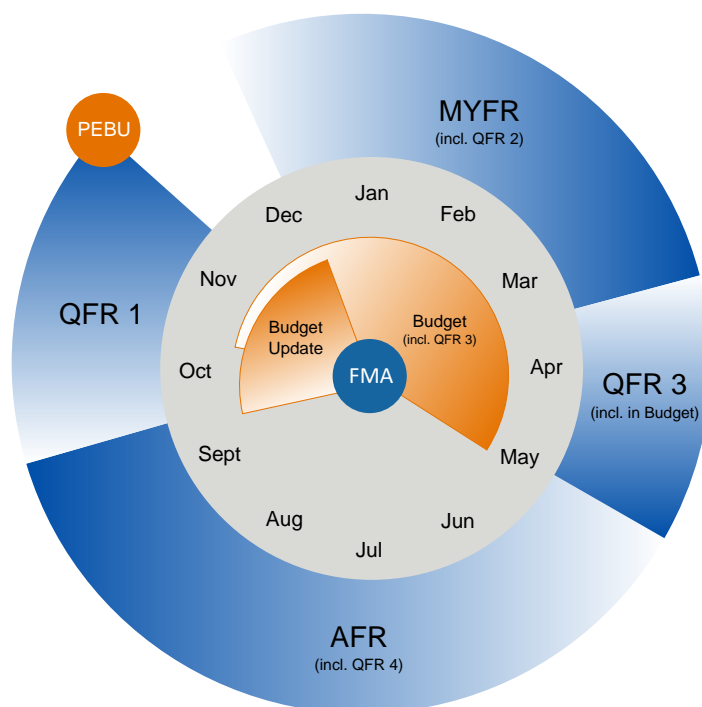 PEBU
MYFR
(incl. QFR 2)
Jan
Feb
Mar
Apr
May
Jun
Jul
Aug
Sept
Oct
Nov
Dec
QFR 1
Budget
Update
Budget
(incl. QFR 3)
FMA
QFR 3
(incl. in Budget)
AFR
(incl. QFR 4)